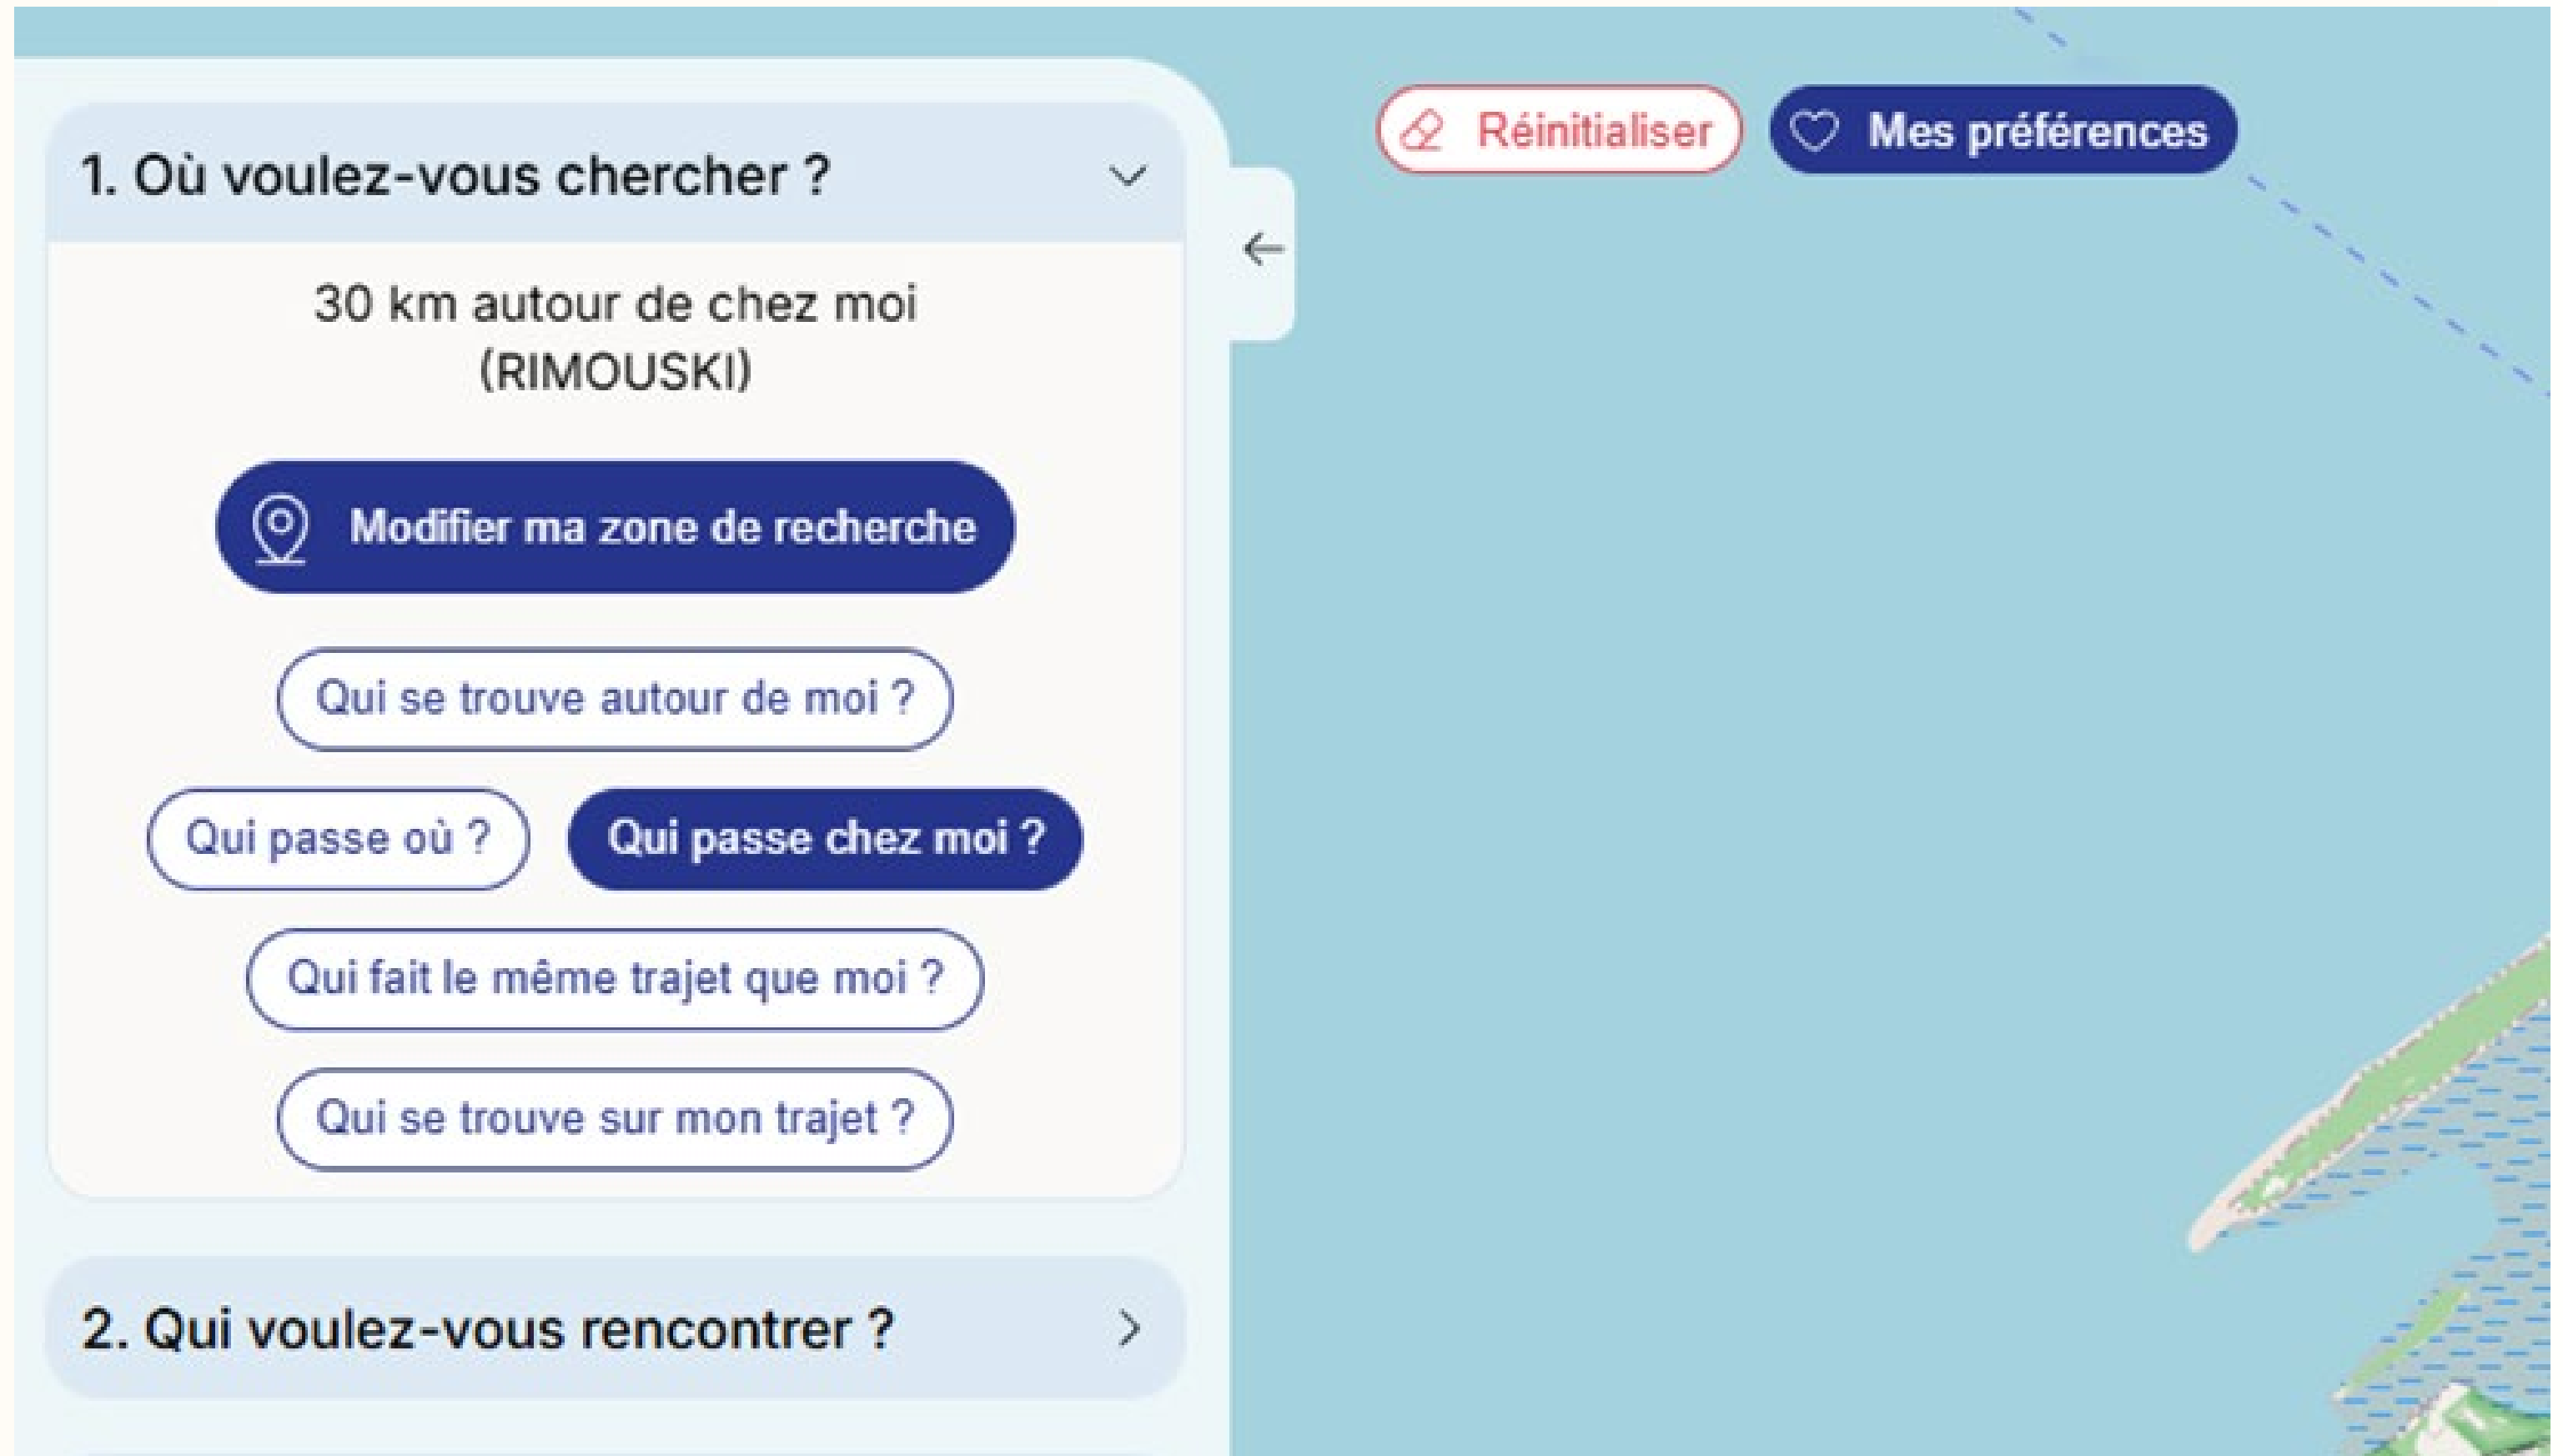 1. Où voulez-vous chercher ?
30 km autour de chez moi
(RIMOUSKI)
Modifier ma zone de recherche
Qui se trouve autour de moi ?
Qui passe où ?
Qui passe chez moi ?
Qui fait le même trajet que moi ?
Qui se trouve sur mon trajet ?
2. Qui voulez-vous rencontrer ?
Réinitialiser
Mes préférences